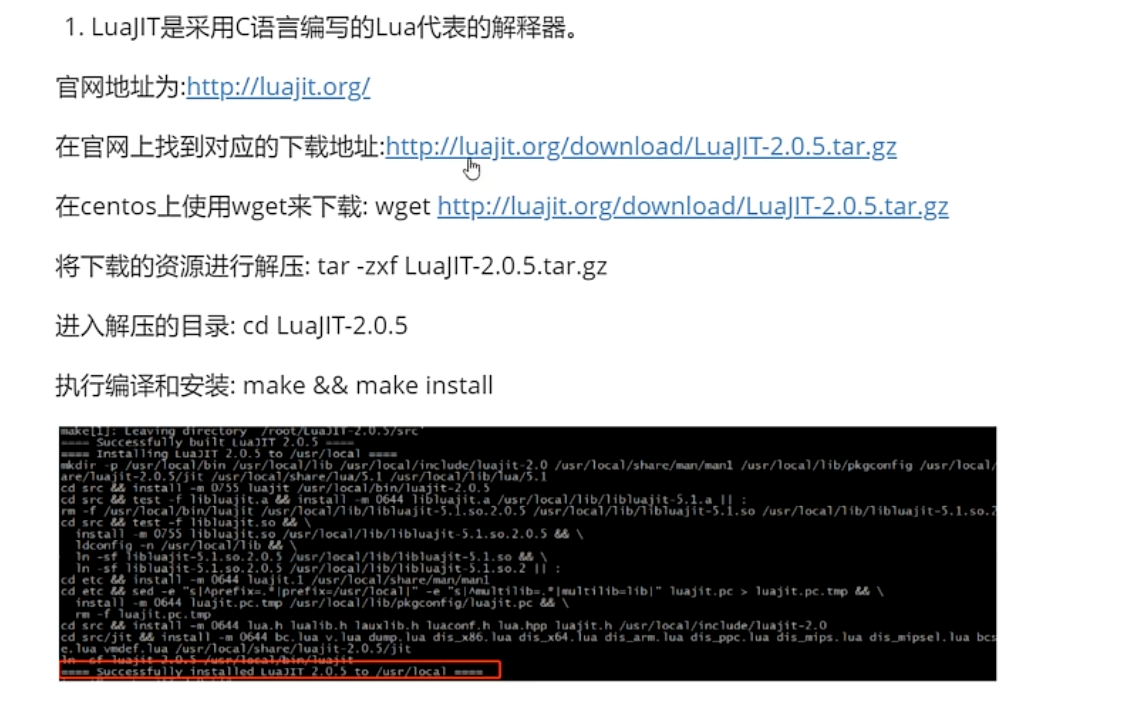 1. LuaJIT是采用C语言编写的Lua代表的解释器。
官网地址为:http://luajit.org/
在官网上找到对应的下载地址:http://luajit.org/download/LuaJIT-2.0.5.tar.gz
在centos上使用wget来下载: wget http://luajit.org/download/LuaJIT-2.0.5.tar.gz
将下载的资源进行解压: tar -zxf LuaJIT-2.0.5.tar.gz
进入解压的目录: cd LuaJIT-2.0.5
执行编译和安装: make && make install
make[1]: Leaving directory `/root/LuaJIT-2.0.5/src'
==== Successfully built LuaJIT 2.0.5 ====
==== Installing LuaJIT 2.0.5 to /usr/local ====
mkdir -p /usr/local/bin /usr/local/lib /usr/local/include/luajit-2.0 /usr/local/share/man/man1 /usr/local/lib/pkgconfig /usr/local/
are/luajit-2.0.5/jit /usr/local/share/lua/5.1 /usr/local/lib/lua/5.1
cd src && install -m 0755 luajit /usr/local/bin/luajit-2.0.5
cd src && test -f libluajit.a && install -m 0644 libluajit.a /usr/local/lib/libluajit-5.1.a || :
rm -f /usr/local/bin/luajit /usr/local/lib/libluajit-5.1.so.2.0.5 /usr/local/lib/libluajit-5.1.so /usr/local/lib/libluajit-5.1.so.2
cd src && test -f libluajit.so && \
install -m 0755 libluajit.so /usr/local/lib/libluajit-5.1.so.2.0.5 && \
ldconfig -n /usr/local/lib && \
ln -sf libluajit-5.1.so.2.0.5 /usr/local/lib/libluajit-5.1.so && \
ln -sf libluajit-5.1.so.2.0.5 /usr/local/lib/libluajit-5.1.so.2 || :
cd etc && install -m 0644 luajit.1 /usr/local/share/man/man1
cd etc && sed -e "s|^prefix=.*|prefix=/usr/local|" -e "s|^multilib=.*|multilib=lib|" luajit.pc > luajit.pc.tmp && \
install -m 0644 luajit.pc.tmp /usr/local/lib/pkgconfig/luajit.pc && \
rm -f luajit.pc.tmp
cd src && install -m 0644 lua.h lualib.h lauxlib.h luaconf.h lua.hpp luajit.h /usr/local/include/luajit-2.0
cd src/jit && install -m 0644 bc.lua v.lua dump.lua dis_x86.lua dis_x64.lua dis_arm.lua dis_ppc.lua dis_mips.lua dis_mipsel.lua bcs
e.lua vmdef.lua /usr/local/share/luajit-2.0.5/jit
ln -sf luajit-2.0.5 /usr/local/bin/luajit
==== Successfully installed LuaJIT 2.0.5 to /usr/local ====